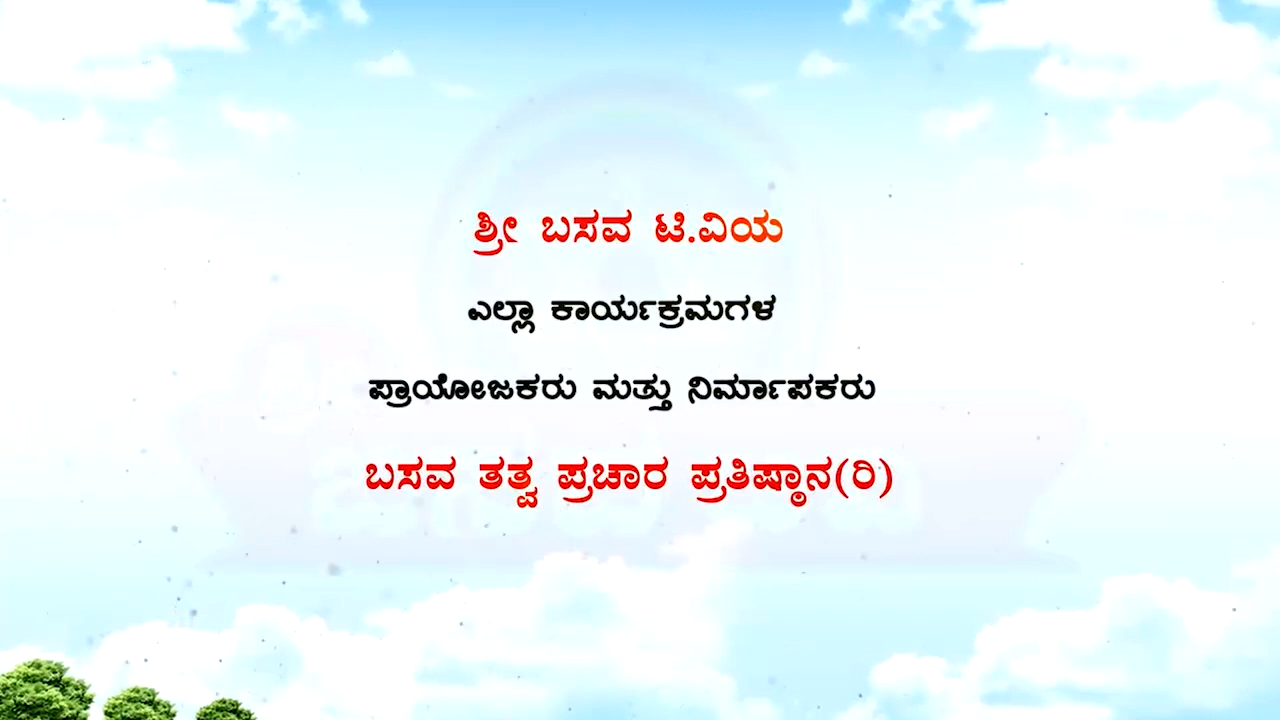 ಶ್ರೀ ಬಸವ ಟಿ.ವಿಯ
ಎಲ್ಲಾ ಕಾರ್ಯಕ್ರಮಗಳ
ಪ್ರಾಯೋಜಕರು ಮತ್ತು ನಿರ್ಮಾಪಕರು
ಬಸವ ತತ್ವ ಪ್ರಚಾರ ಪ್ರತಿಷ್ಠಾನ(ರಿ)